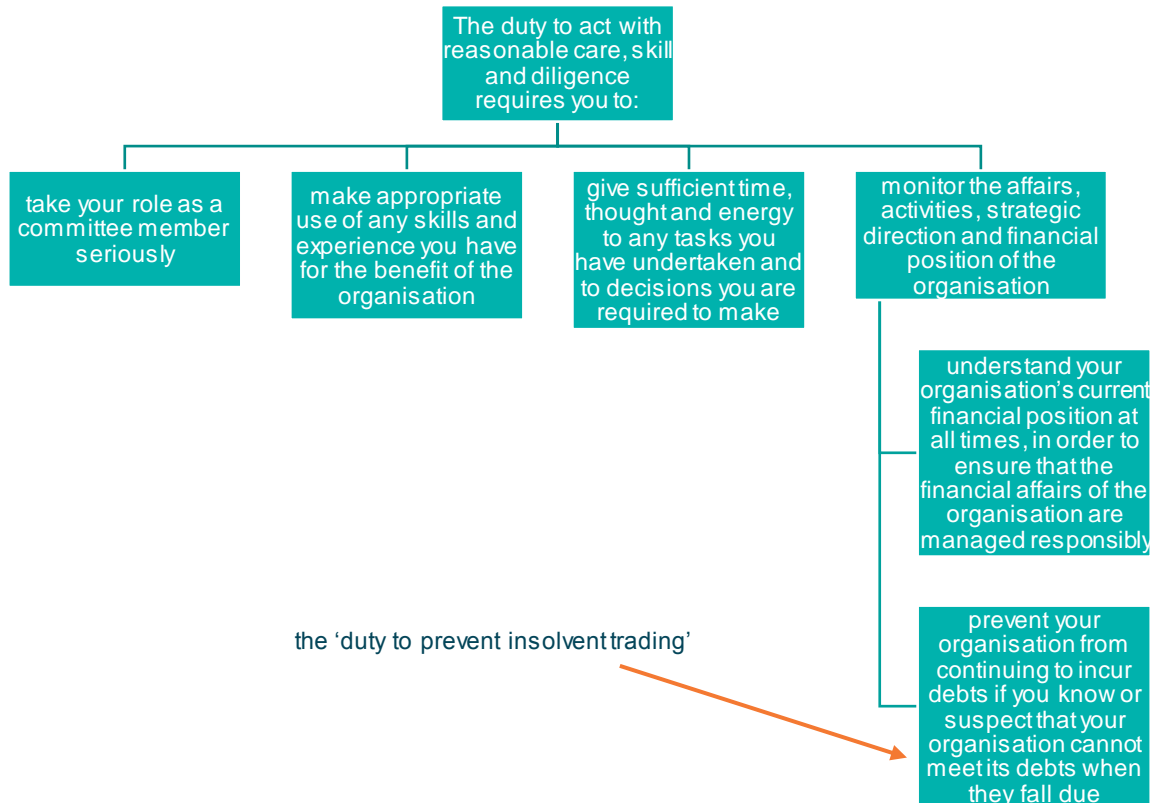 The duty to act with
reasonable care, skill
and diligence
requires you to:
take your role as a
committee member
seriously
make appropriate
use of any skills and
experience you have
for the benefit of the
organisation
give sufficient time,
thought and energy
to any tasks you
have undertaken and
to decisions you are
required to make
monitor the affairs,
activities, strategic
direction and financial
position of the
organisation
understand your
organisation's current
financial position at
all times, in order to
ensure that the
financial affairs of the
organisation are
managed responsibly
the ‘duty to prevent insolvent trading’
prevent your
organisation from
continuing to incur
debts if you know or
suspect that your
organisation cannot
meet its debts when
they fall due